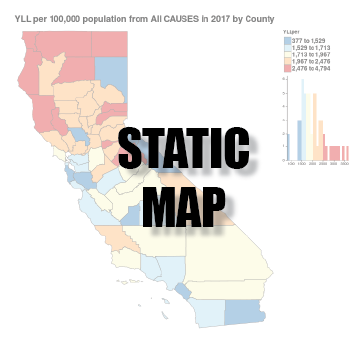 YLL per 100,000 population from All CAUSES in 2017 by County
YLLper
377 to 1,529
1,529 to 1,713
1,713 to 1,967
1,967 to 2,476
2,476 to 4,794
STATIC
MAP